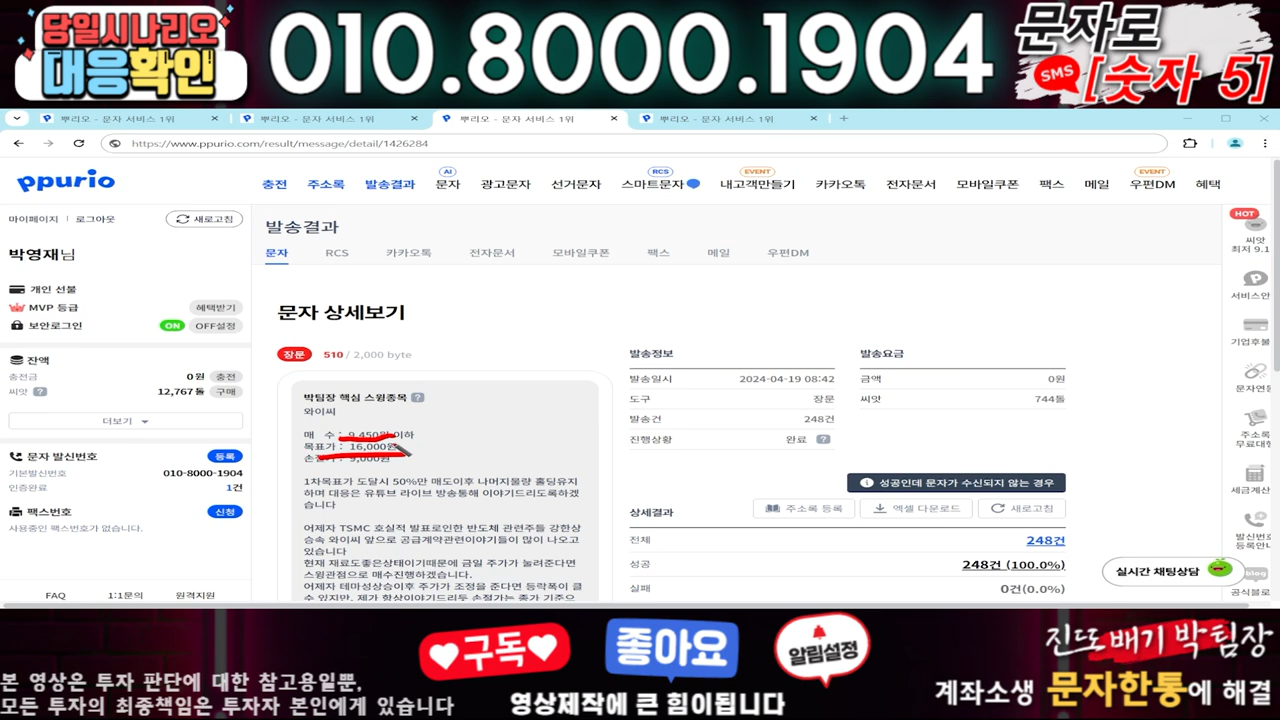 당일시나리오
대응확인
010.8000.1904
문자로
SMS [숫자 5]
뿌리오 - 문자 서비스 1위
뿌리오 - 문자 서비스 1위
뿌리오 - 문자 서비스 1위
뿌리오 - 문자 서비스 1위
https://www.ppurio.com/result/message/detail/1426284
AI RCS EVENT EVENT
ppurio 충전 주소록 발송결과 문자 광고문자 선거문자 스마트문자 내고객만들기 카카오톡 전자문서 모바일쿠폰 팩스 메일 우편DM 혜택
마이페이지 로그아웃 새로고침
박영재님
개인 선불
MVP 등급 혜택받기
보안로그인 ON OFF설정
잔액
충전금 0원 충전
씨앗 ? 12,767톨 구매
더보기
문자 발신번호 등록
기본발신번호 010-8000-1904
인증완료 1건
팩스번호 신청
사용중인 팩스번호가 없습니다.
FAQ 1:1문의 원격지원
발송결과
문자 RCS 카카오톡 전자문서 모바일쿠폰 팩스 메일 우편DM
문자 상세보기
장문 510 / 2,000 byte
박팀장 핵심 스윙종목 ?
와이씨
매 수 : 9,450원 이하
목표가 : 16,000원
손절가 : 9,000원
1차목표가 도달시 50%만 매도이후 나머지물량 홀딩유지
하며 대응은 유튜브 라이브 방송통해 이야기드리도록하겠
습니다
어제자 TSMC 호실적 발표로인한 반도체 관련주들 강한상
승속 와이씨 앞으로 공급계약관련이야기들이 많이 나오고
있습니다
현재 재료도좋은상태이기때문에 금일 주가가 눌려준다면
스윙관점으로 매수진행하겠습니다.
어제자 테마성상승이후 주가가 조정을 준다면 등락폭이 클
수 있지만, 제가 항상이야기드리듯 손절가는 종가 기준으
발송정보
발송일시 2024-04-19 08:42
도구 장문
발송건 248건
진행상황 완료 ?
발송요금
금액 0원
씨앗 744톨
성공인데 문자가 수신되지 않는 경우
상세결과 주소록 등록 엑셀 다운로드 새로고침
전체 248건
성공 248건 (100.0%)
실패 0건(0.0%)
HOT
씨앗
최저 9.1
서비스안
기업후불
문자연동
주소록
무료대행
세금계산
발신번호
등록안내
실시간 채팅상담
blog
공식블로
본 영상은 투자 판단에 대한 참고용일뿐,
모든 투자의 최종책임은 투자자 본인에게 있습니다
구독
좋아요
알림설정
영상제작에 큰 힘이됩니다
진또배기 박팀장
계좌소생 문자한통에 해결